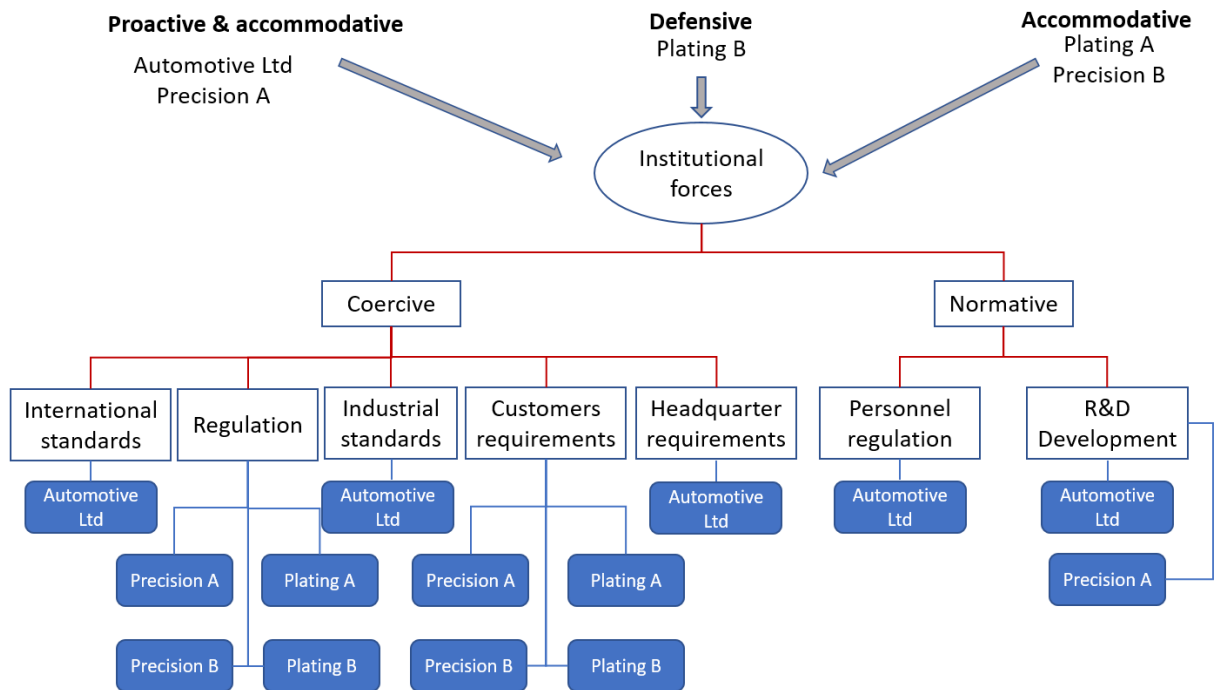 Proactive & accommodative
Automotive Ltd
Precision A
Defensive
Plating B
Accommodative
Plating A
Precision B
Institutional
forces
Coercive
Normative
International
standards
Regulation
Industrial
standards
Customers
requirements
Headquarter
requirements
Personnel
regulation
R&D
Development
Automotive
Ltd
Automotive
Ltd
Automotive
Ltd
Automotive
Ltd
Automotive
Ltd
Precision A
Plating A
Precision A
Plating A
Precision A
Precision B
Plating B
Precision B
Plating B